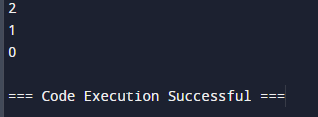 2
1
0
=== Code Execution Successful ===